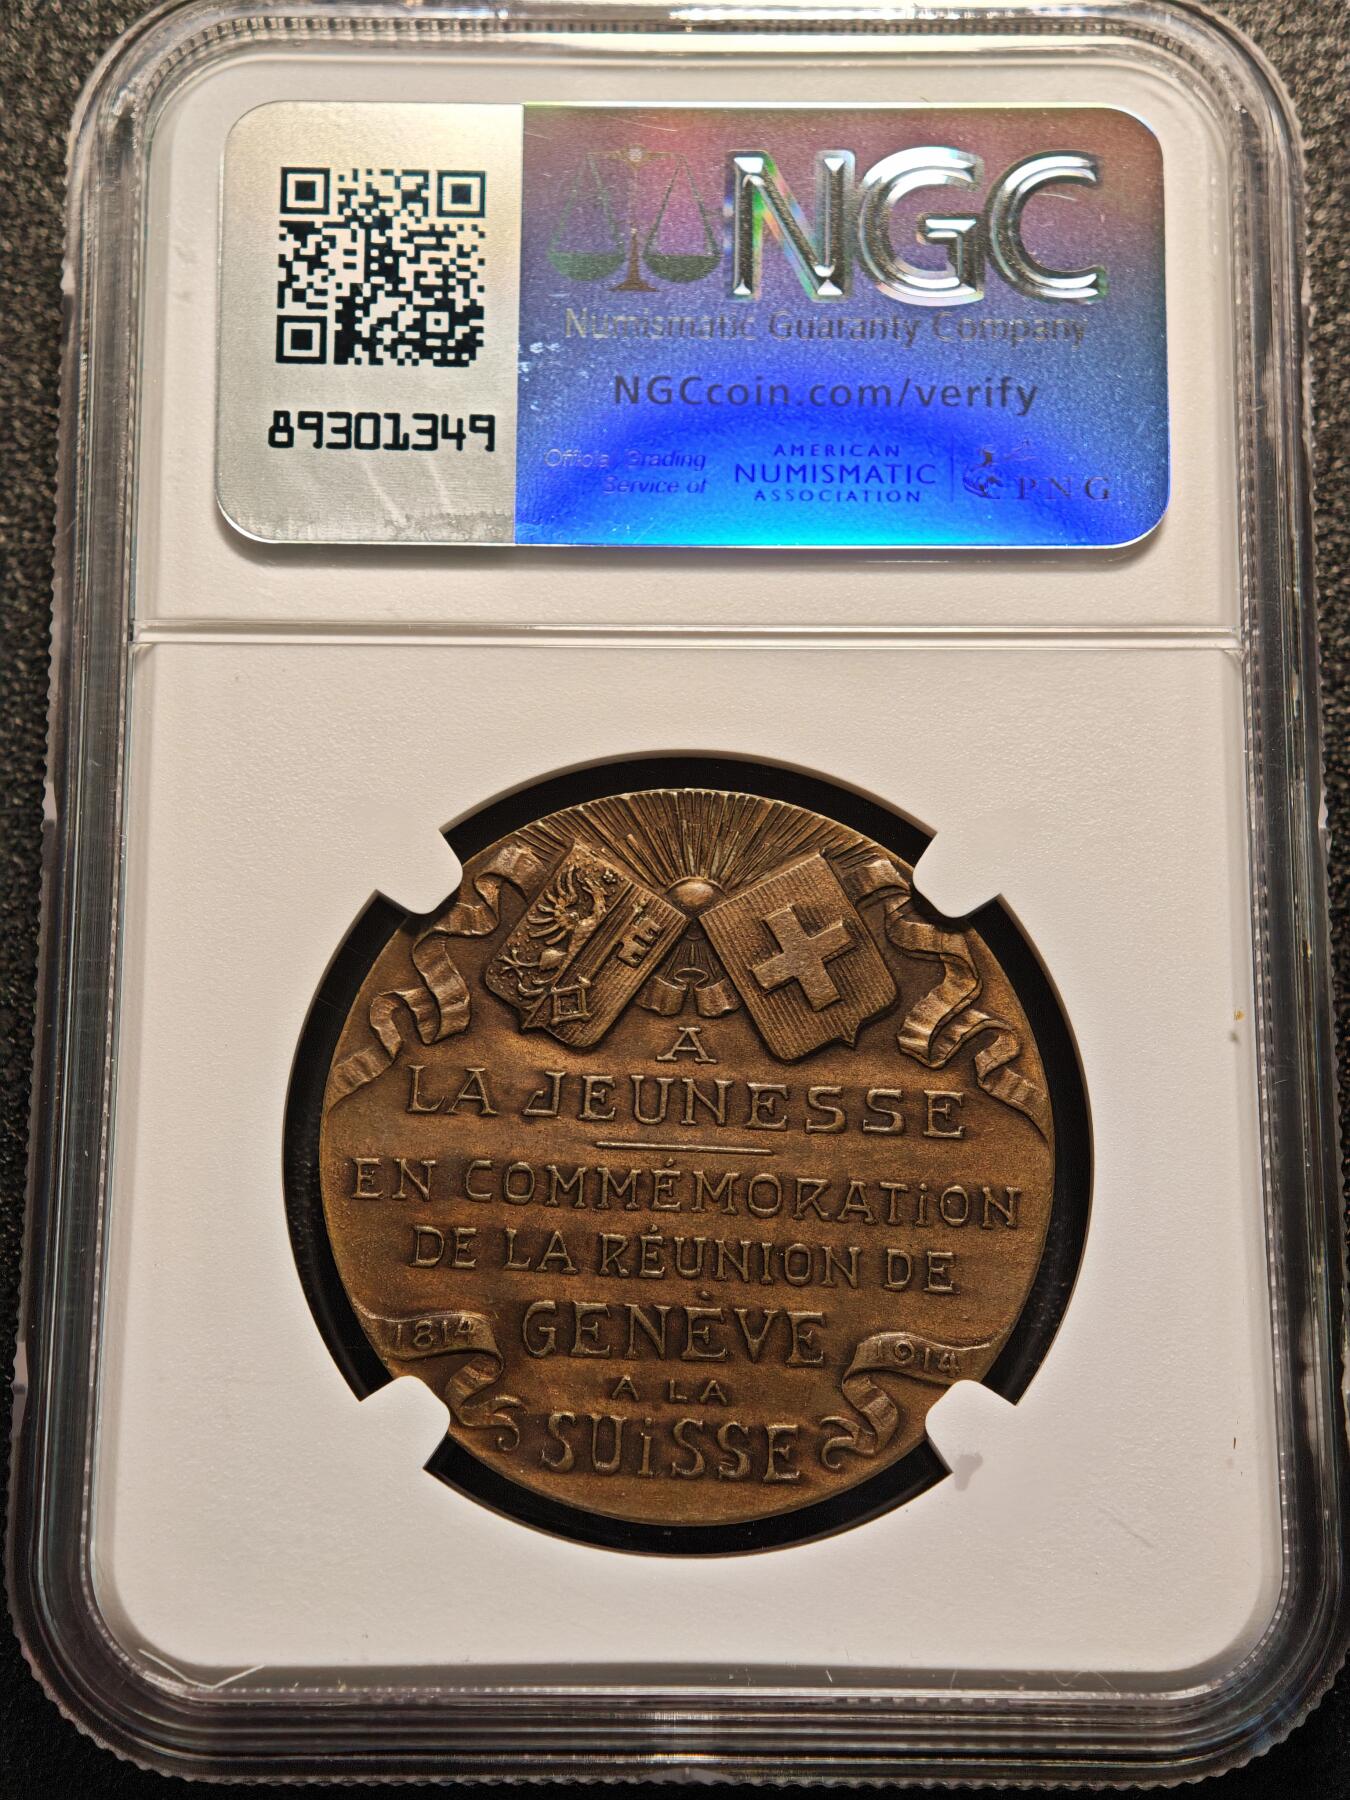 NGC
Numismatic Guaranty Company
NGCcoin.com/verify
89301349
Official Grading
Service of
AMERICAN
NUMISMATIC
ASSOCIATION
PNG
A
LA JEUNESSE
EN COMMÉMORATiON
DE LA RÉUNION DE
GENÈVE
1814
1914
A LA
SUiSSE